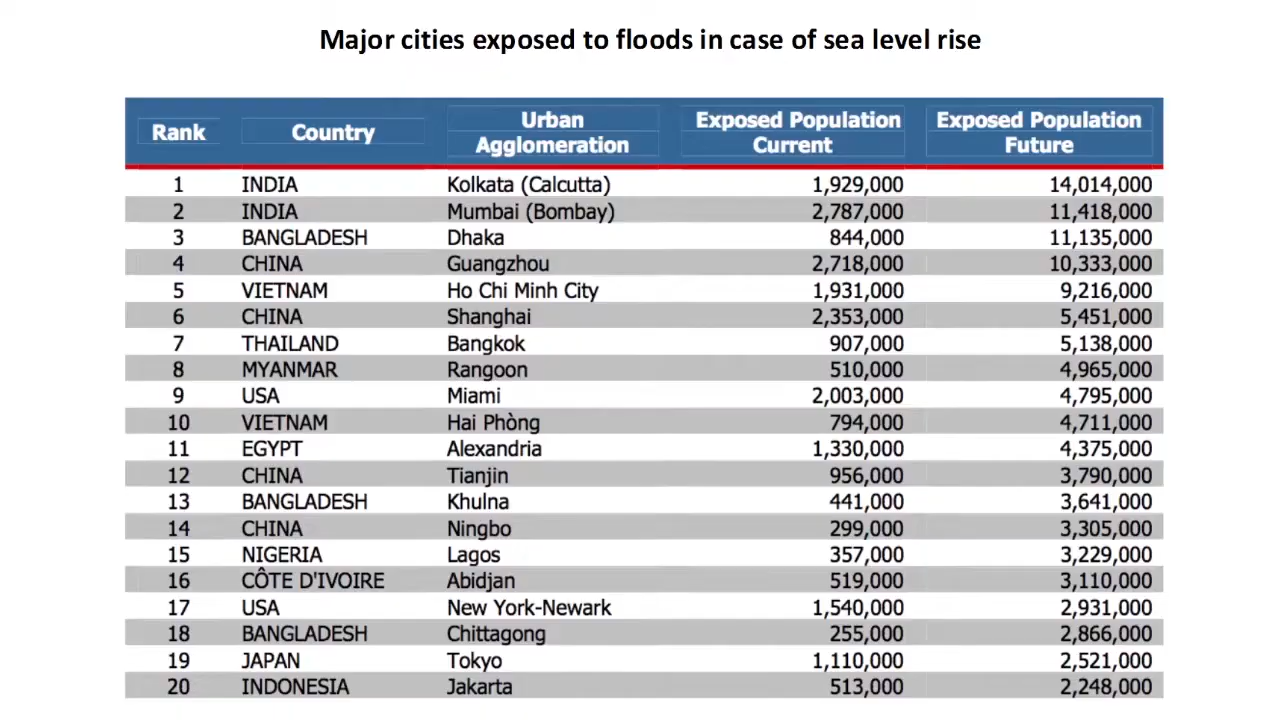 Major cities exposed to floods in case of sea level rise
Rank Country Urban Agglomeration Exposed Population Current Exposed Population Future
1 INDIA Kolkata (Calcutta) 1,929,000 14,014,000
2 INDIA Mumbai (Bombay) 2,787,000 11,418,000
3 BANGLADESH Dhaka 844,000 11,135,000
4 CHINA Guangzhou 2,718,000 10,333,000
5 VIETNAM Ho Chi Minh City 1,931,000 9,216,000
6 CHINA Shanghai 2,353,000 5,451,000
7 THAILAND Bangkok 907,000 5,138,000
8 MYANMAR Rangoon 510,000 4,965,000
9 USA Miami 2,003,000 4,795,000
10 VIETNAM Hai Phòng 794,000 4,711,000
11 EGYPT Alexandria 1,330,000 4,375,000
12 CHINA Tianjin 956,000 3,790,000
13 BANGLADESH Khulna 441,000 3,641,000
14 CHINA Ningbo 299,000 3,305,000
15 NIGERIA Lagos 357,000 3,229,000
16 CÔTE D'IVOIRE Abidjan 519,000 3,110,000
17 USA New York-Newark 1,540,000 2,931,000
18 BANGLADESH Chittagong 255,000 2,866,000
19 JAPAN Tokyo 1,110,000 2,521,000
20 INDONESIA Jakarta 513,000 2,248,000